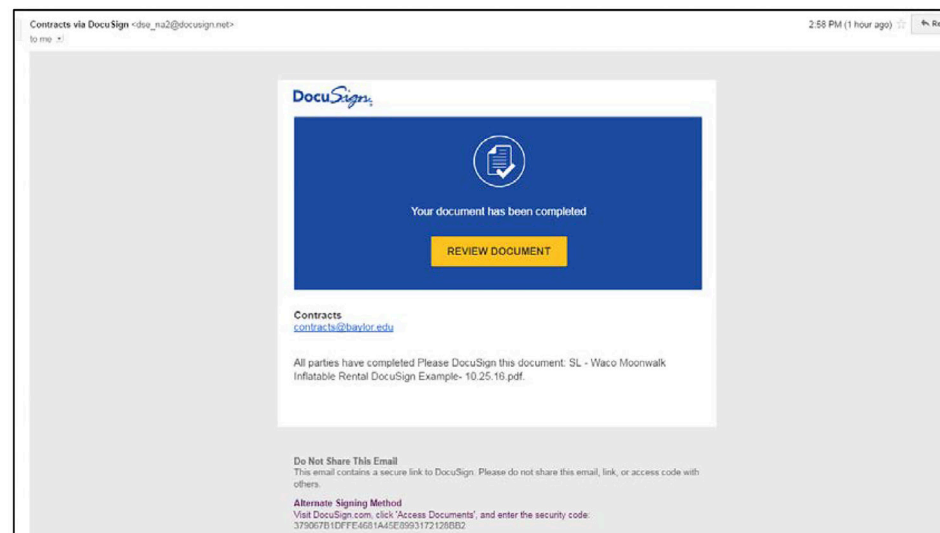 Contracts via DocuSign <dse_na2@docusign.net>
2:58 PM (1 hour ago)
Re
to me
DocuSign
Your document has been completed
REVIEW DOCUMENT
Contracts
contracts@baylor.edu
All parties have completed Please DocuSign this document: SL - Waco Moonwalk
Inflatable Rental DocuSign Example- 10.25.16.pdf.
Do Not Share This Email
This email contains a secure link to DocuSign. Please do not share this email, link, or access code with
others.
Alternate Signing Method
Visit DocuSign.com, click 'Access Documents', and enter the security code:
379067B1DFFE4681A45E8993172128BB2